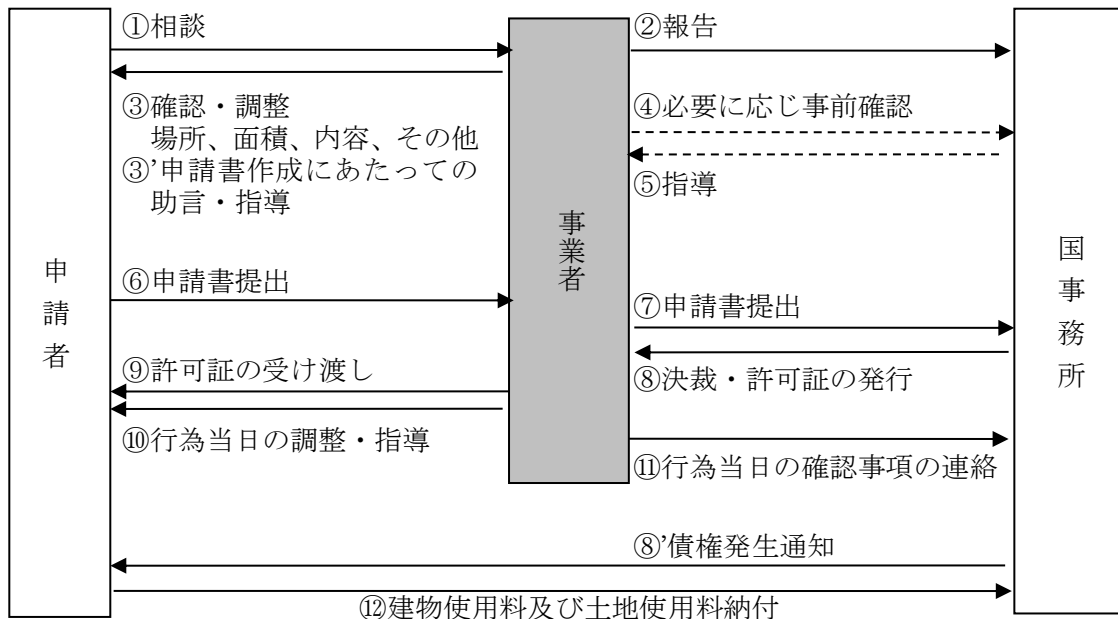 ①相談
②報告
③確認・調整
場所、面積、内容、その他
③’申請書作成にあたっての
助言・指導
④必要に応じ事前確認
⑤指導
申請者
事業者
国事務所
⑥申請書提出
⑦申請書提出
⑧決裁・許可証の発行
⑨許可証の受け渡し
⑩行為当日の調整・指導
⑪行為当日の確認事項の連絡
⑧’債権発生通知
⑫建物使用料及び土地使用料納付